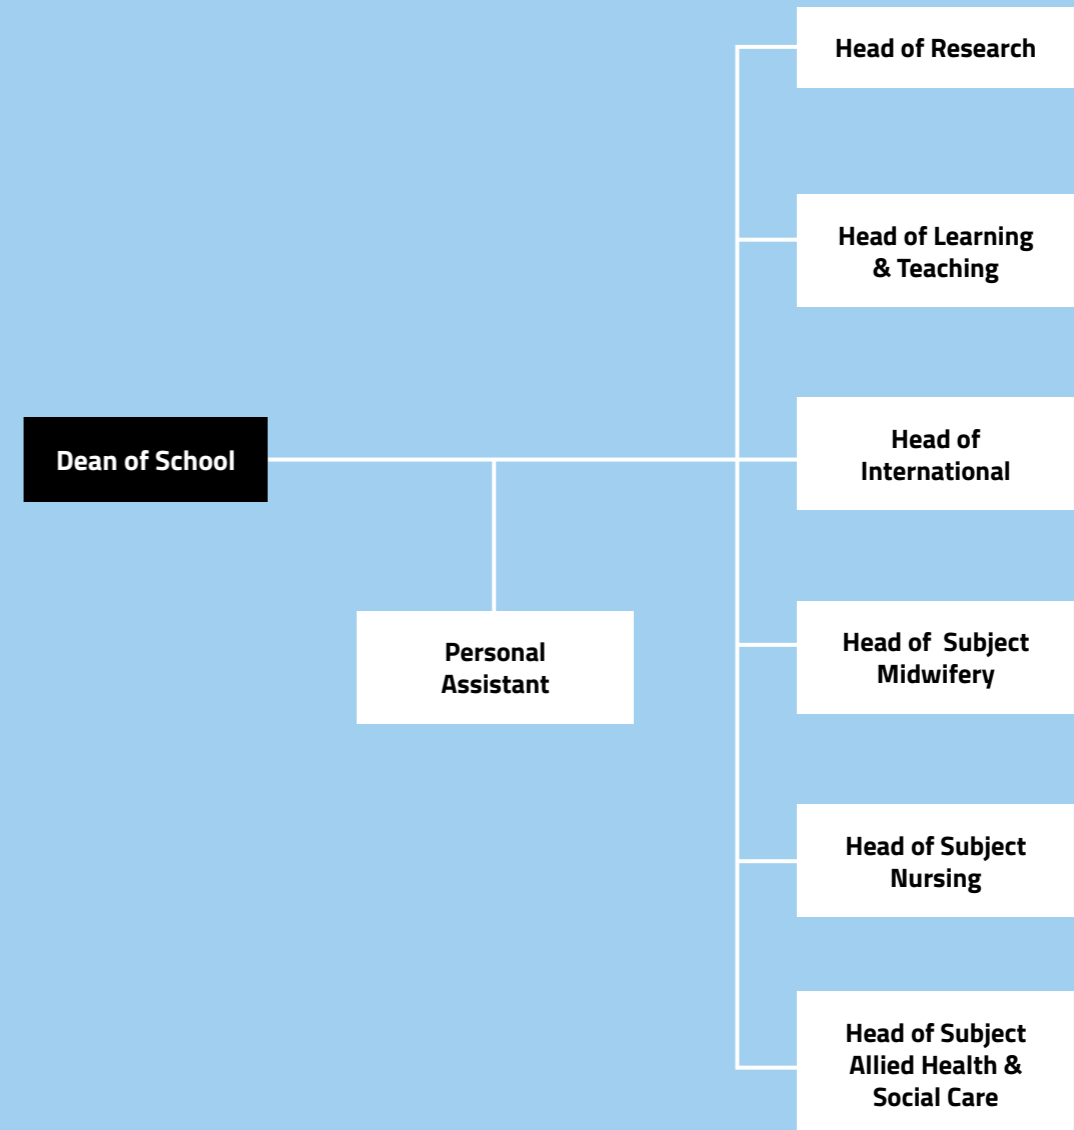 Head of Research
Head of Learning
& Teaching
Dean of School
Head of
International
Personal
Assistant
Head of  Subject
Midwifery
Head of Subject
Nursing
Head of Subject
Allied Health &
Social Care